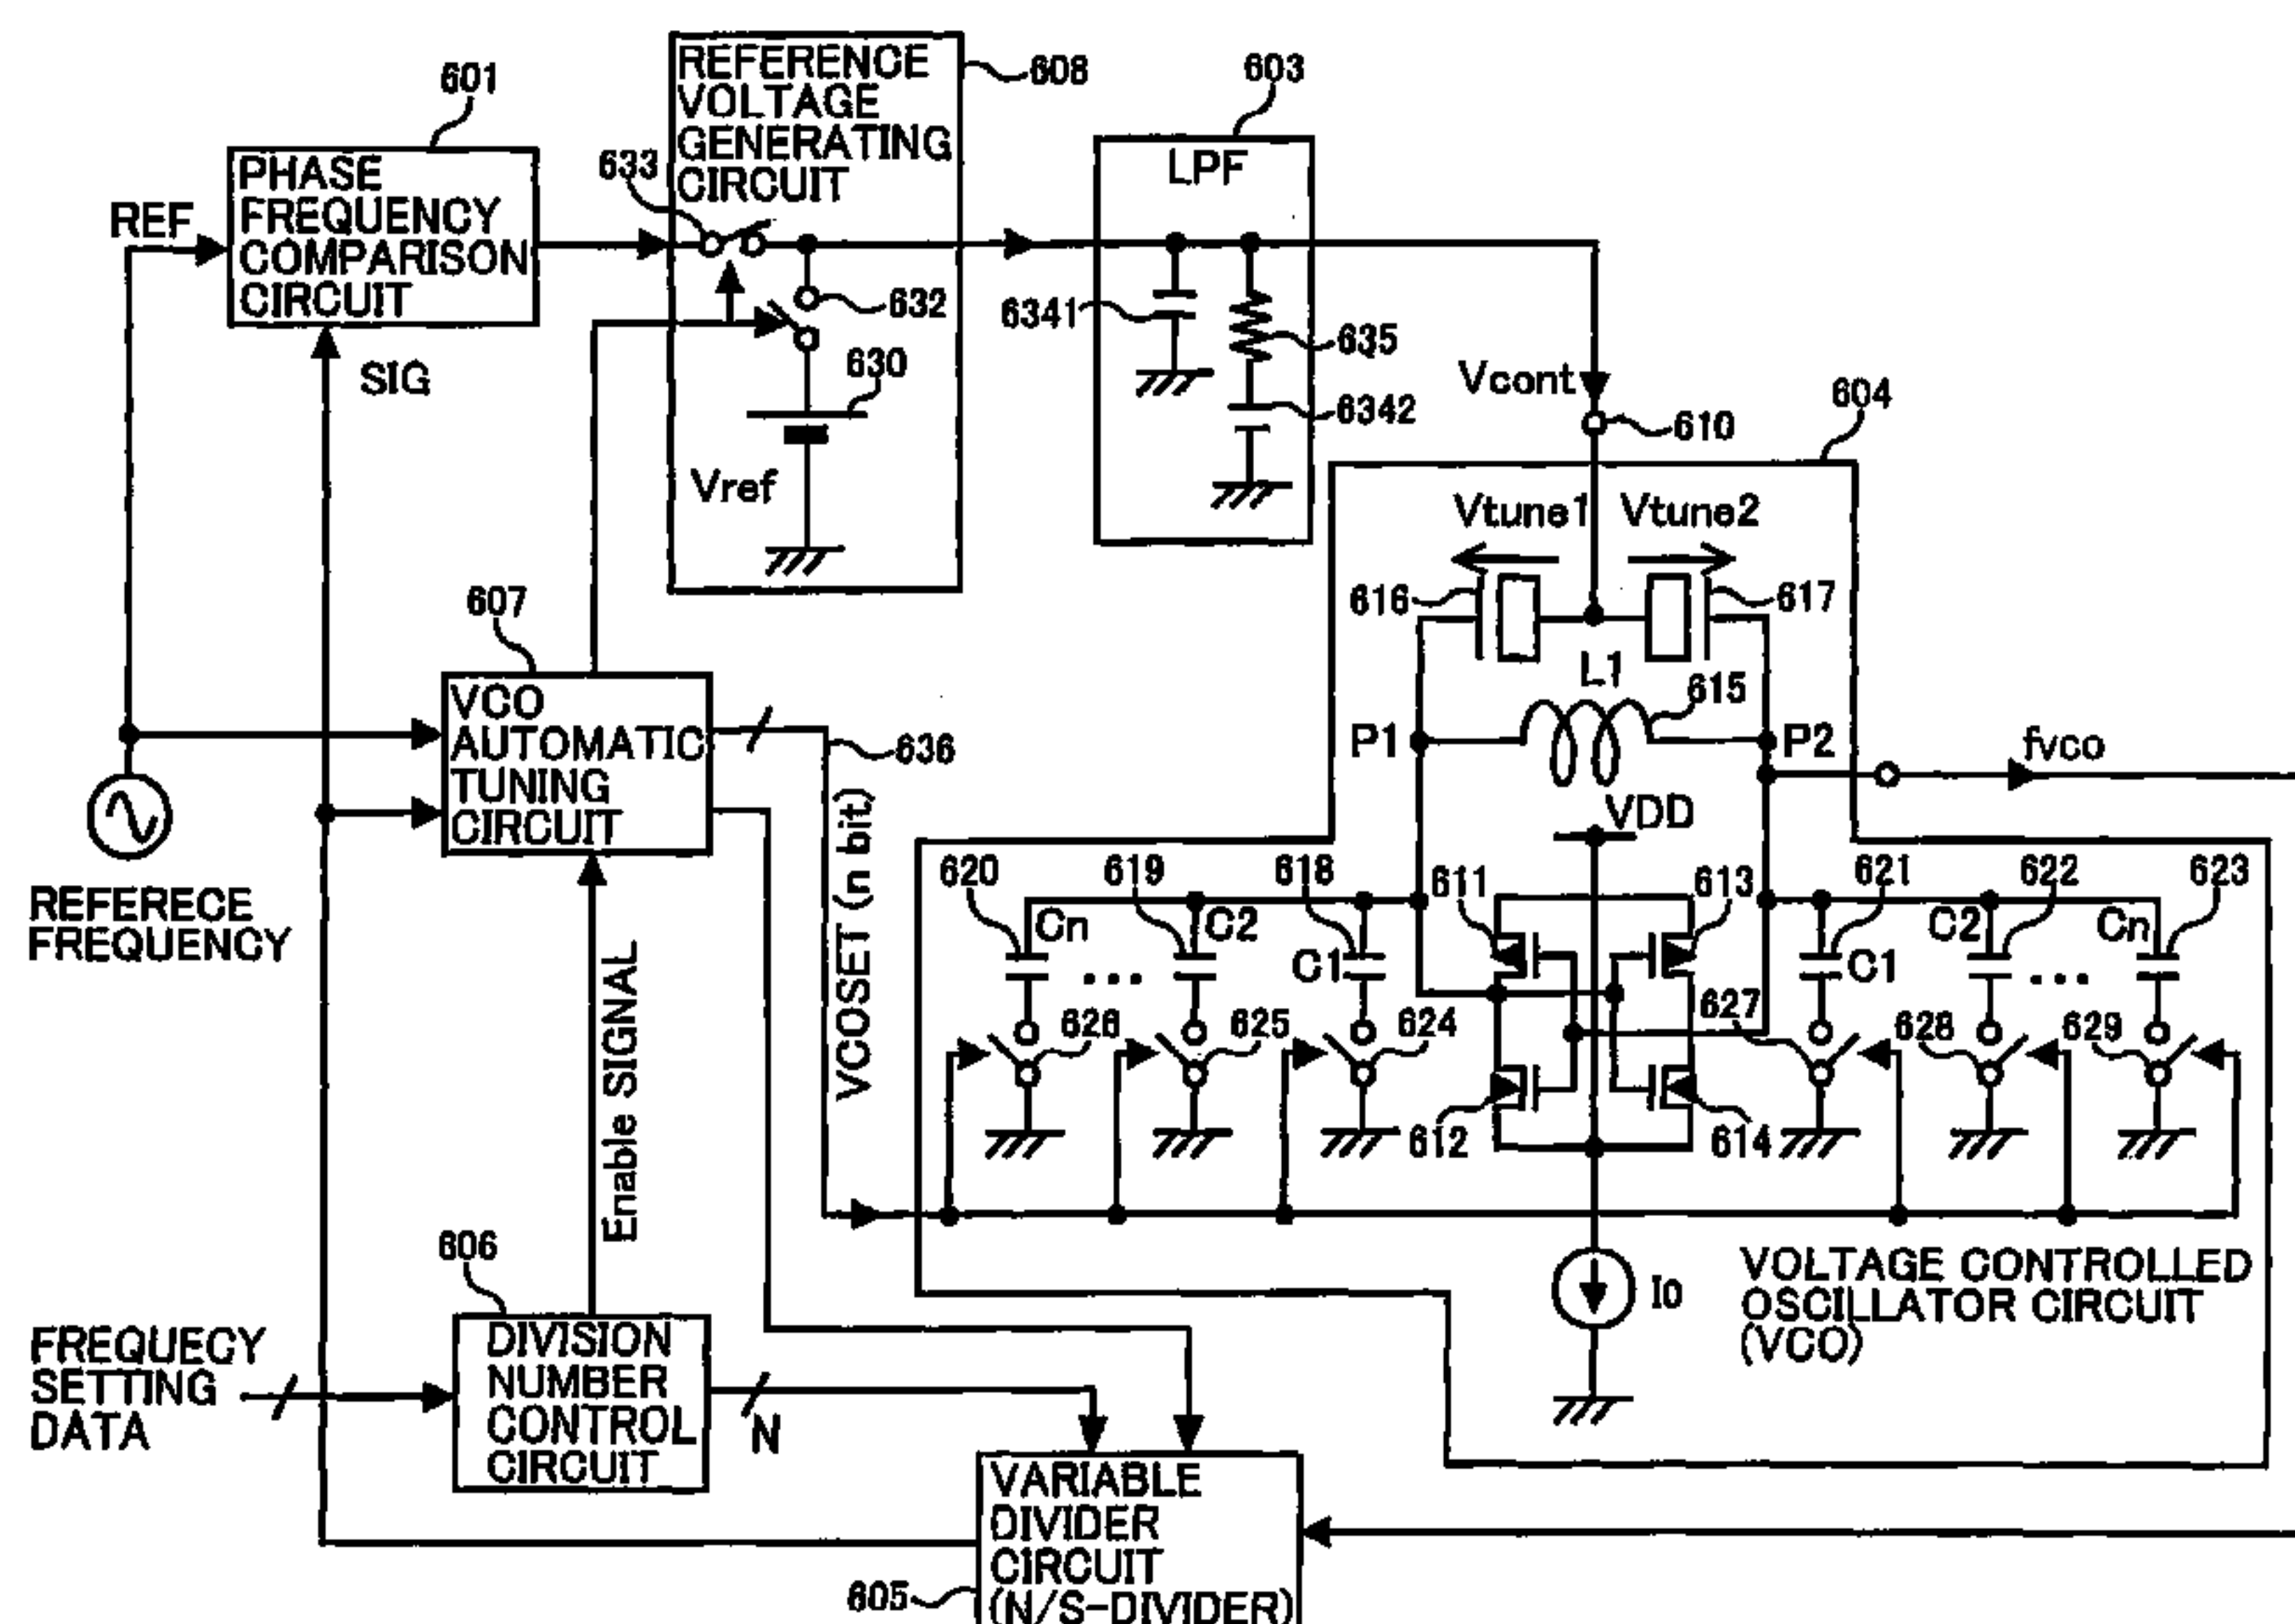 601
PHASE
FREQUENCY
COMPARISON
CIRCUIT
REF
SIG
REFERENCE
VOLTAGE
GENERATING
CIRCUIT
608
633
632
630
Vref
603
LPF
6341
635
6342
Vcont
610
604
Vtune1
Vtune2
616
617
L1
615
P1
P2
fvco
VDD
607
VCO
AUTOMATIC
TUNING
CIRCUIT
636
VCOSET (n bit)
REFERECE
FREQUENCY
Enable SIGNAL
620
619
618
611
613
621
622
623
Cn
C2
C1
C1
C2
Cn
...
...
626
625
624
627
628
629
612
614
I0
VOLTAGE CONTROLLED
OSCILLATOR CIRCUIT
(VCO)
606
DIVISION
NUMBER
CONTROL
CIRCUIT
FREQUECY
SETTING
DATA
N
VARIABLE
DIVIDER
CIRCUIT
(N/S-DIVIDER)
605